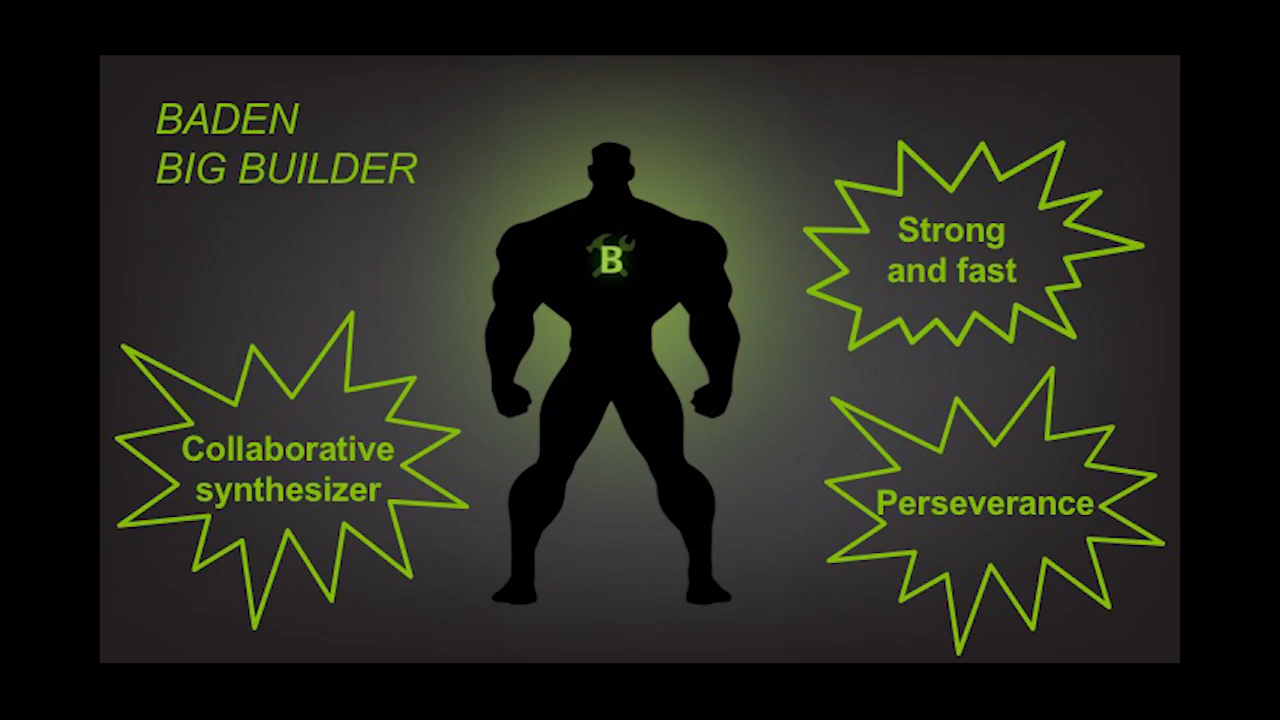 BADEN
BIG BUILDER
B
Strong
and fast
Collaborative
synthesizer
Perseverance